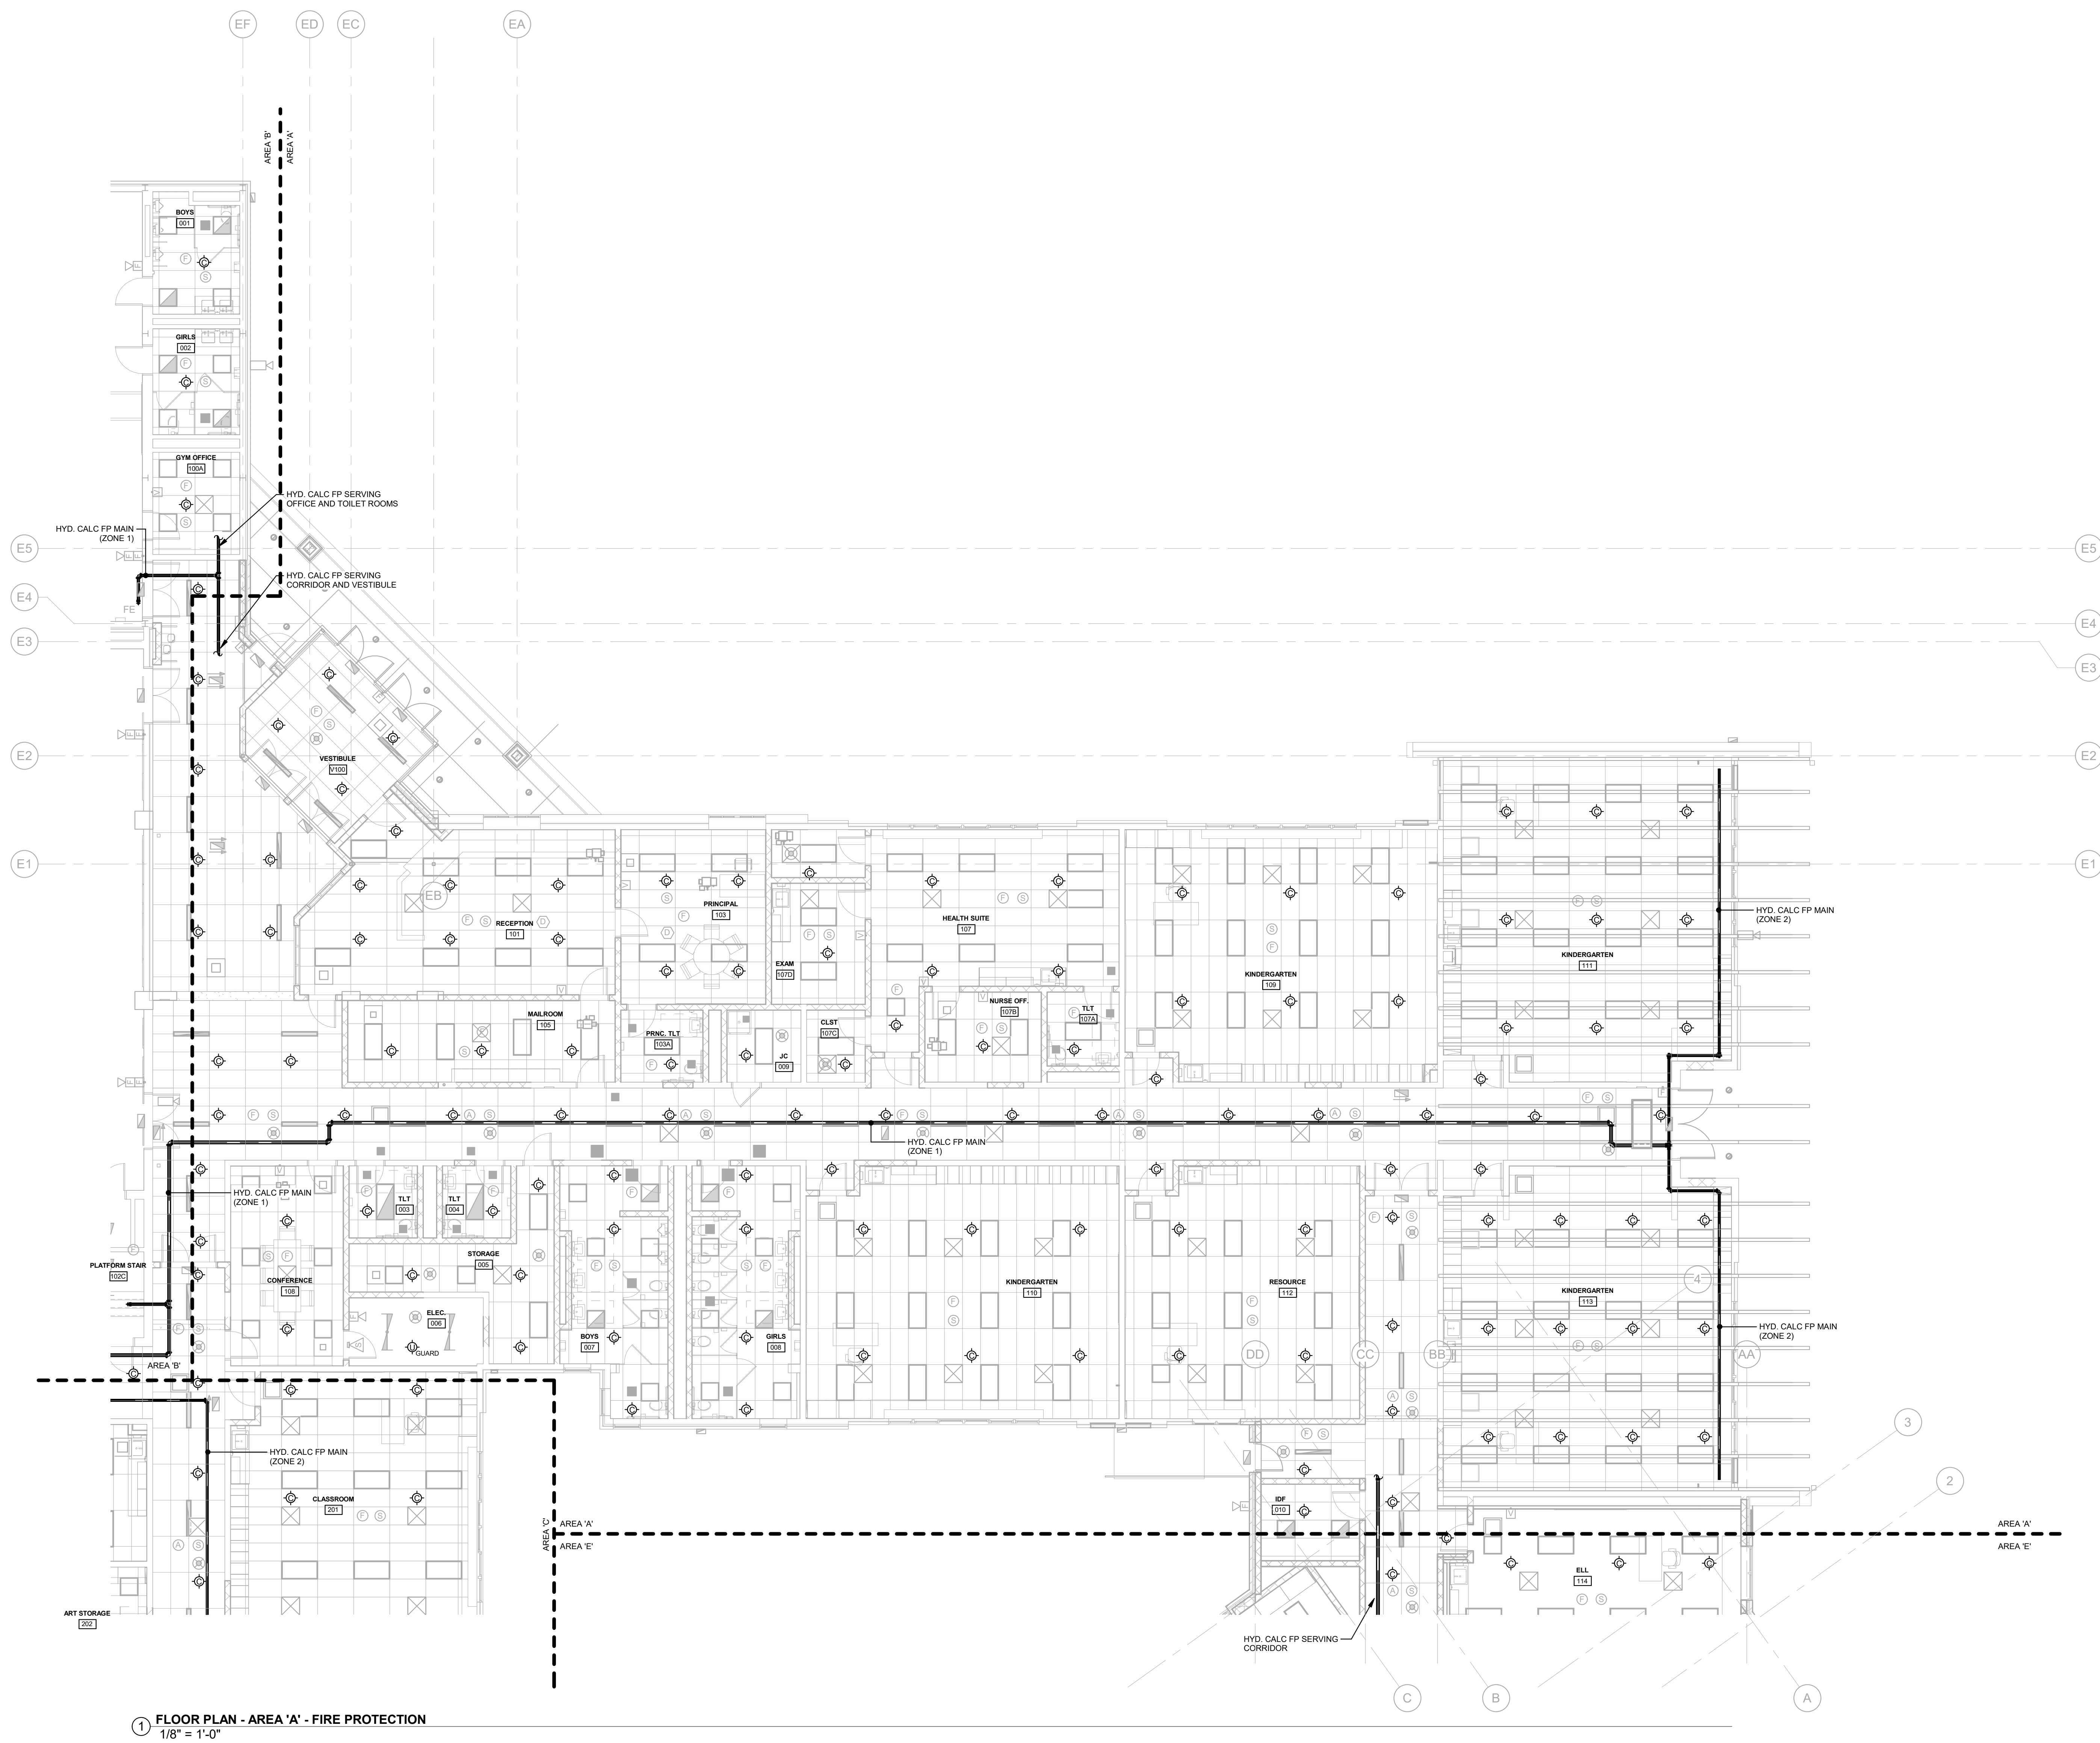 EF
ED
EC
EA
AREA 'B'
AREA 'A'
BOYS
001
GIRLS
002
GYM OFFICE
100A
HYD. CALC FP SERVING
OFFICE AND TOILET ROOMS
HYD. CALC FP MAIN
(ZONE 1)
E5
E5
HYD. CALC FP SERVING
CORRIDOR AND VESTIBULE
FE
E4
E4
E3
E3
E2
E2
VESTIBULE
V100
E1
E1
EB
RECEPTION
101
PRINCIPAL
103
EXAM
107D
HEALTH SUITE
107
KINDERGARTEN
109
KINDERGARTEN
111
HYD. CALC FP MAIN
(ZONE 2)
MAILROOM
105
PRNC. TLT
103A
JC
009
CLST
107C
NURSE OFF.
107B
TLT
107A
HYD. CALC FP MAIN
(ZONE 1)
HYD. CALC FP MAIN
(ZONE 1)
TLT
003
TLT
004
STORAGE
005
PLATFORM STAIR
102C
CONFERENCE
108
ELEC.
006
GUARD
BOYS
007
GIRLS
008
KINDERGARTEN
110
RESOURCE
112
KINDERGARTEN
113
HYD. CALC FP MAIN
(ZONE 2)
4
DD
CC
BB
AA
AREA 'B'
3
HYD. CALC FP MAIN
(ZONE 2)
2
CLASSROOM
201
IDF
010
AREA 'C'
AREA 'A'
AREA 'E'
AREA 'A'
AREA 'E'
ELL
114
ART STORAGE
202
HYD. CALC FP SERVING
CORRIDOR
C
B
A
1
FLOOR PLAN - AREA 'A' - FIRE PROTECTION
1/8" = 1'-0"